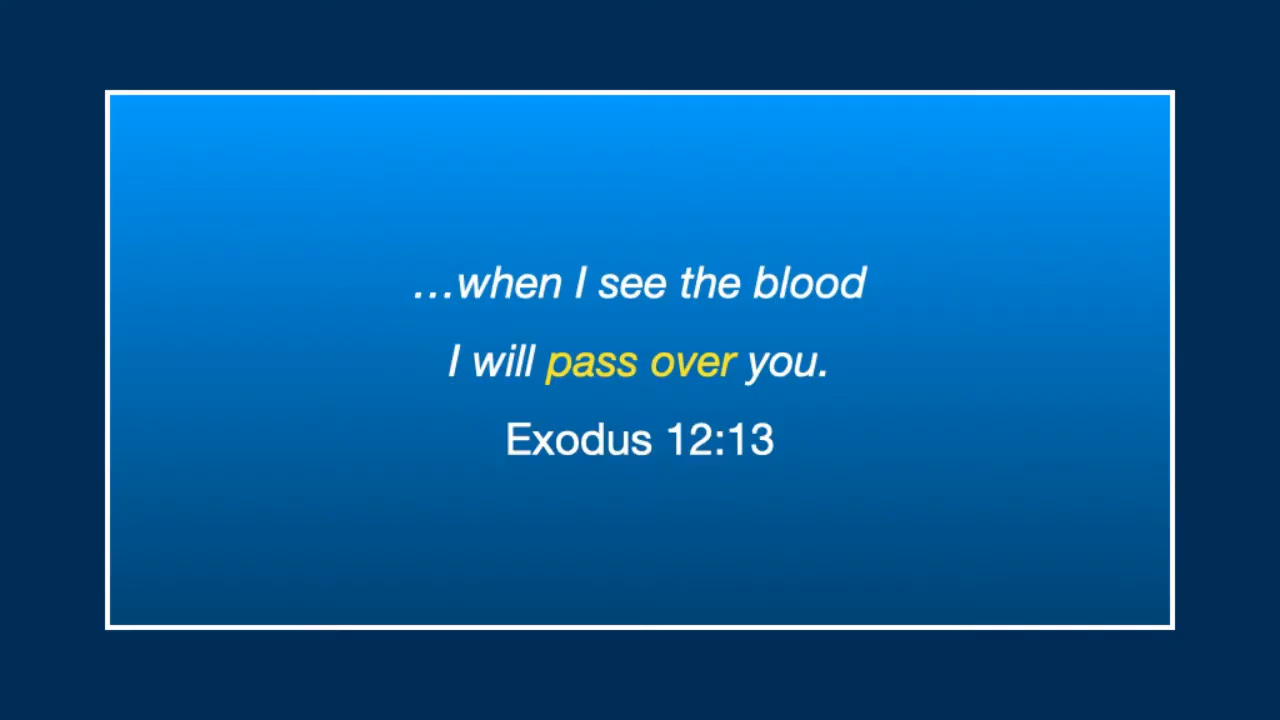 …when I see the blood
I will pass over you.
Exodus 12:13